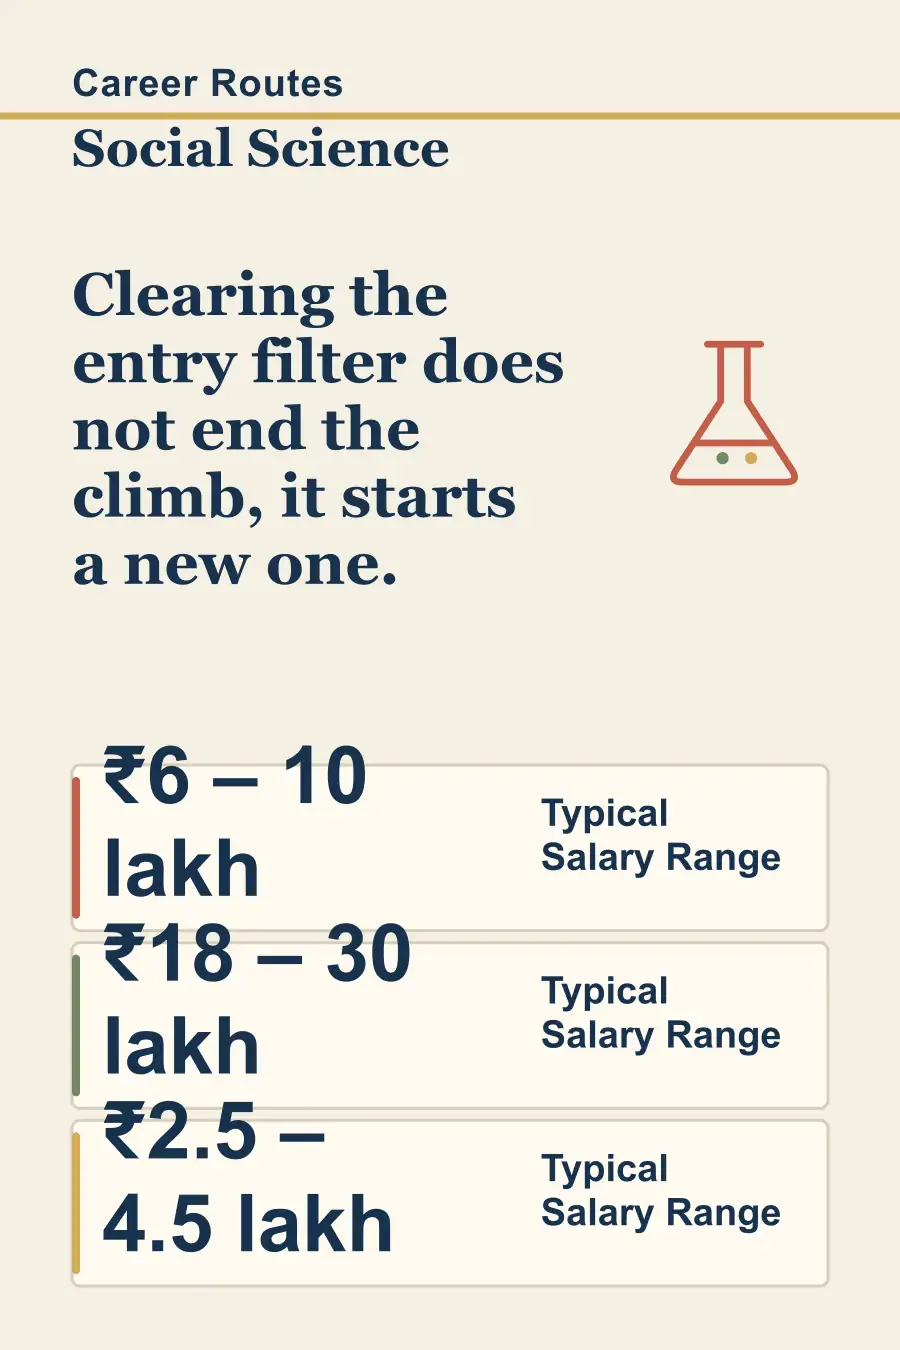 Career Routes
Social Science
Clearing the
entry filter does
not end the
climb, it starts
a new one.
₹6 – 10
lakh
Typical
Salary Range
₹18 – 30
lakh
Typical
Salary Range
₹2.5 –
4.5 lakh
Typical
Salary Range